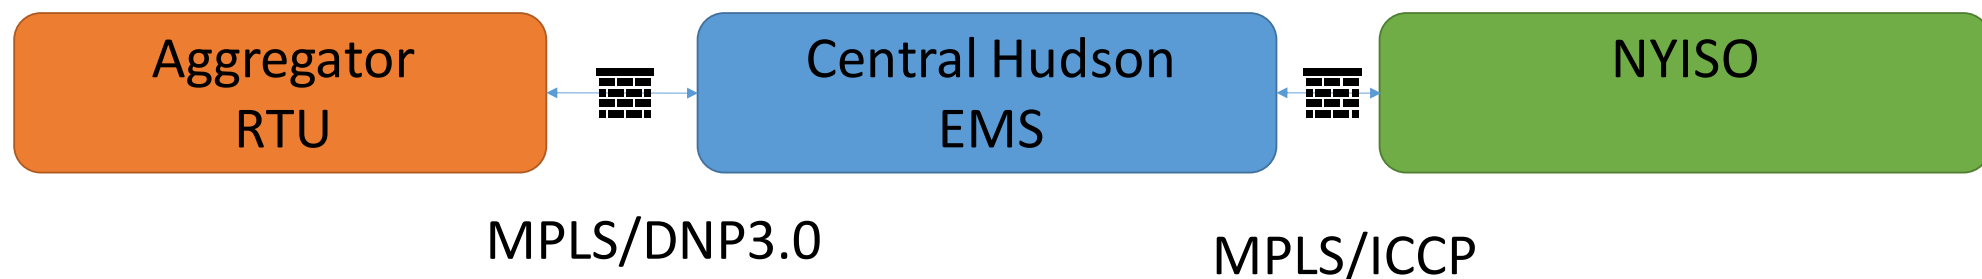 Aggregator
RTU
Central Hudson
EMS
NYISO
MPLS/DNP3.0
MPLS/ICCP